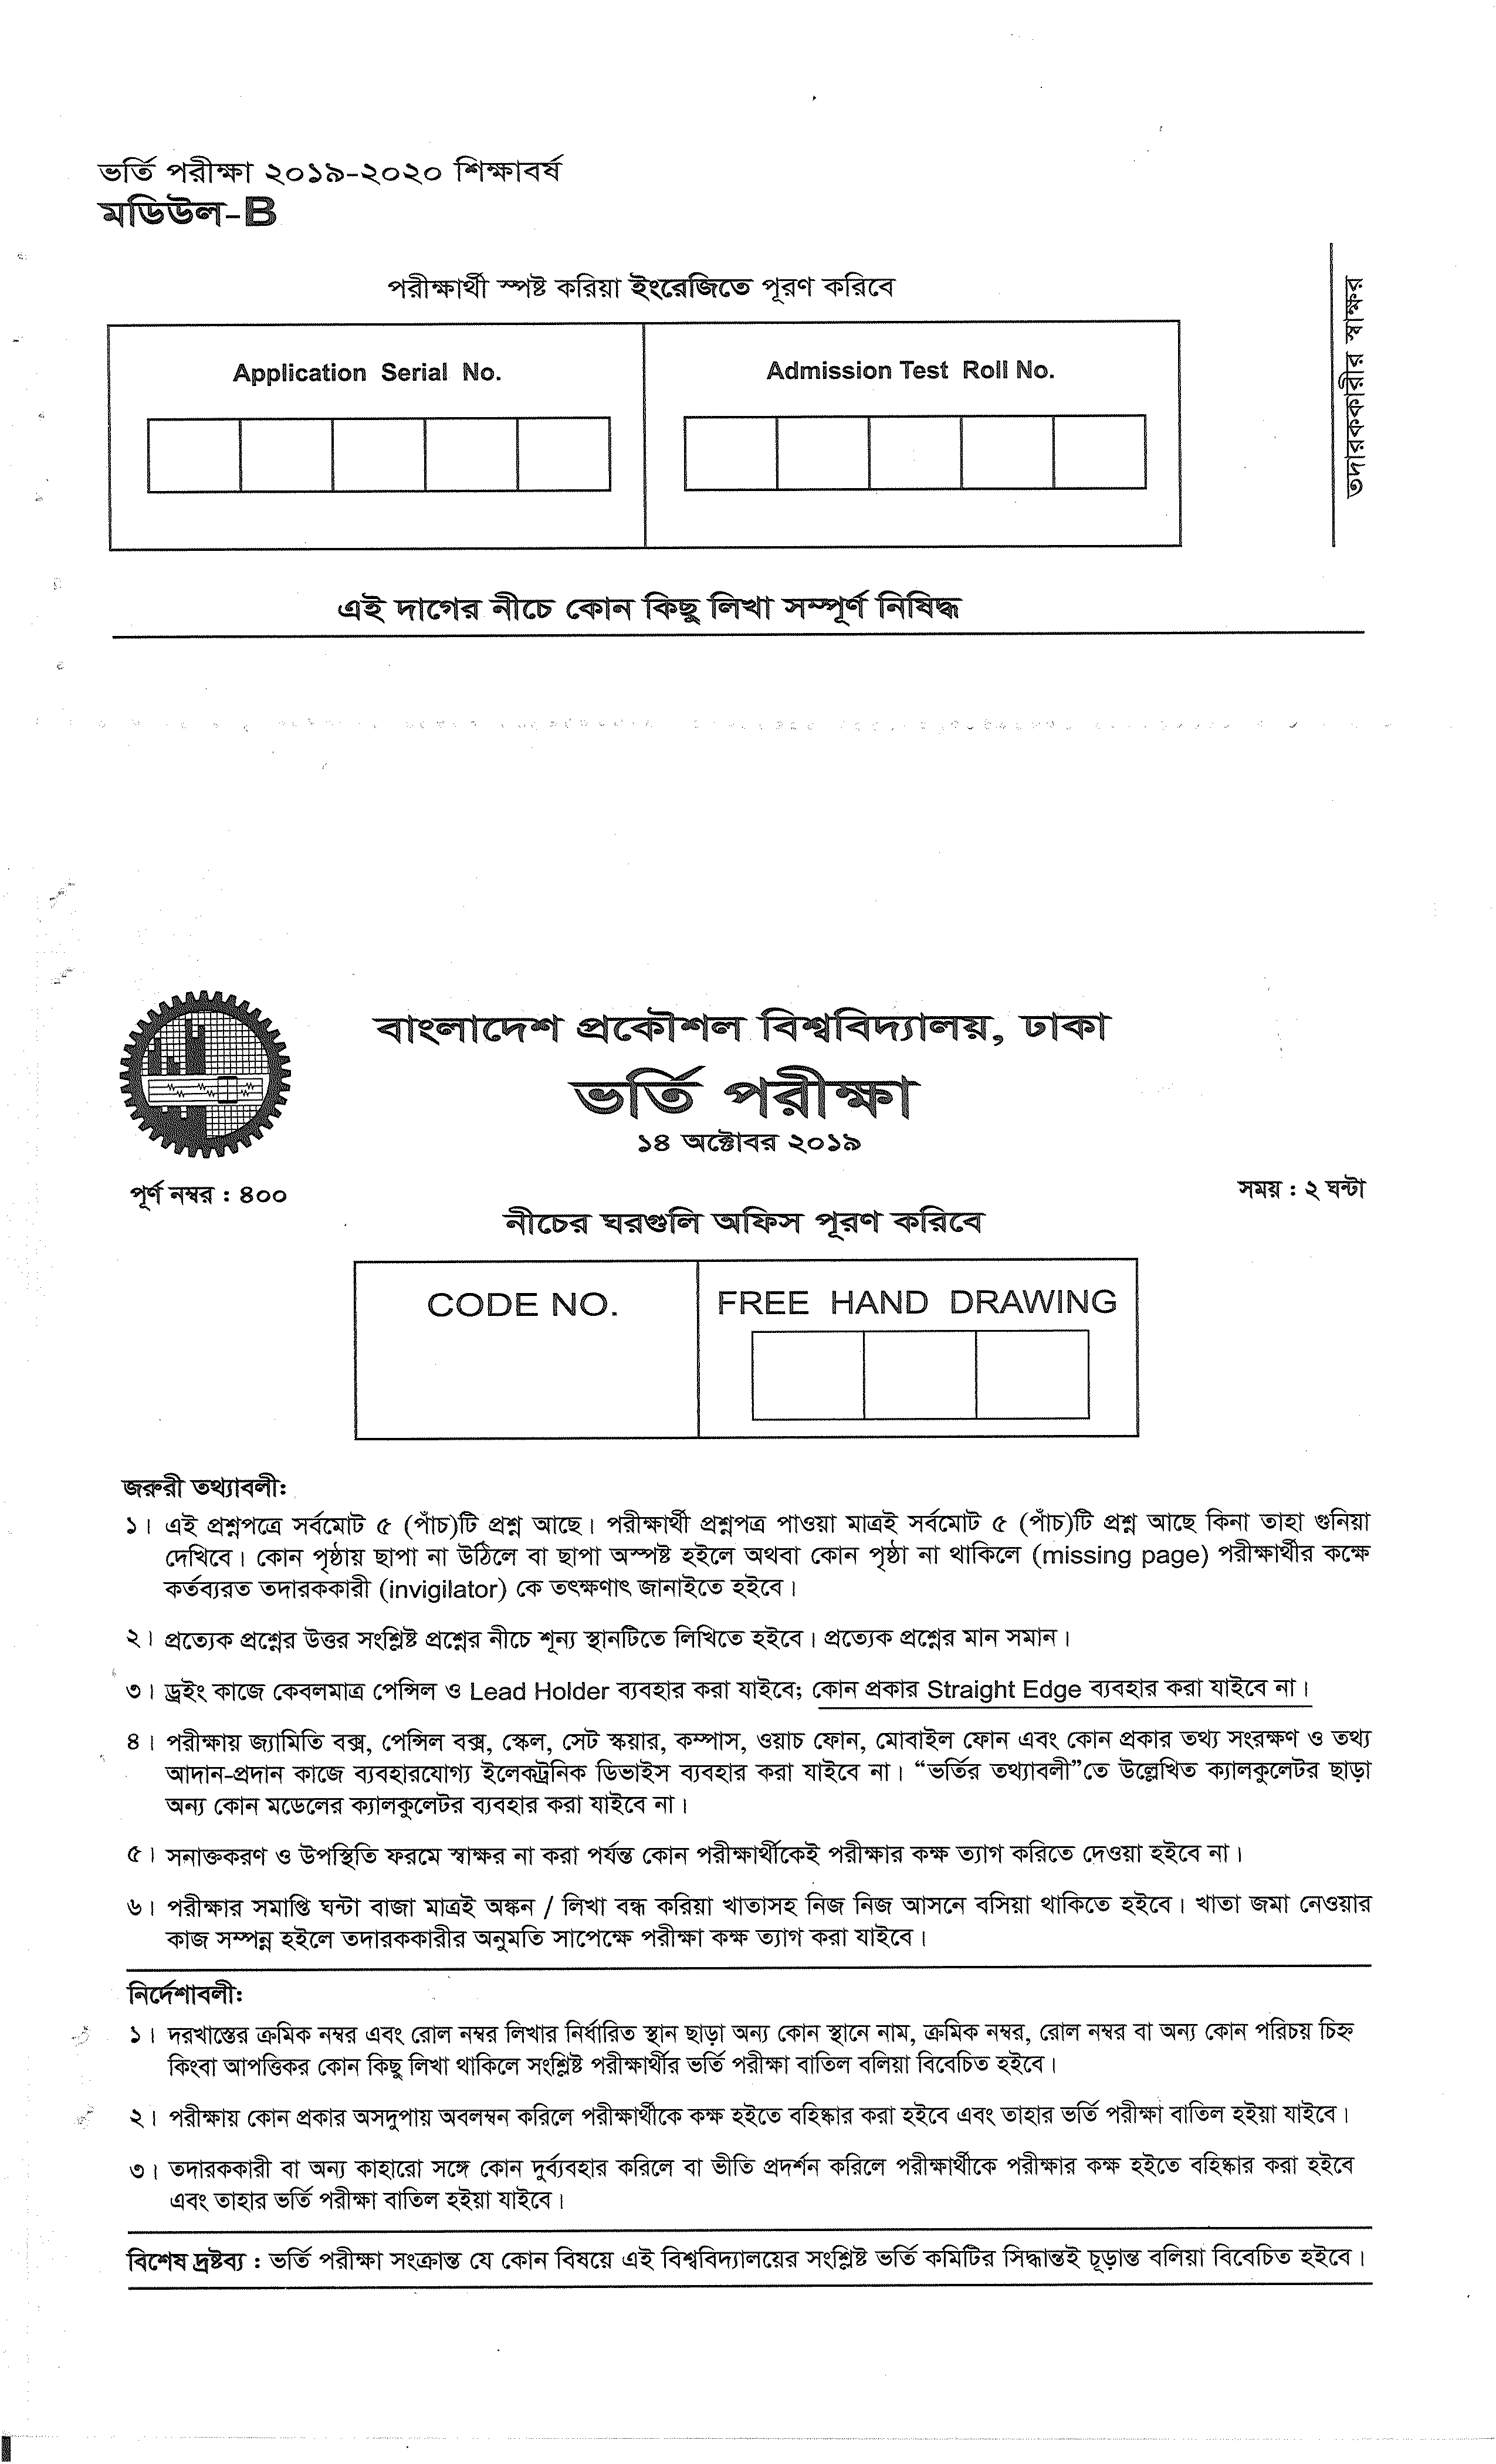 ভর্তি পরীক্ষা ২০১৯-২০২০ শিক্ষাবর্ষ
মডিউল-B
পরীক্ষার্থী স্পষ্ট করিয়া ইংরেজিতে পূরণ করিবে
Application Serial No.
Admission Test Roll No.
তদারককারীর স্বাক্ষর
এই দাগের নীচে কোন কিছু লিখা সম্পূর্ণ নিষিদ্ধ
বাংলাদেশ প্রকৌশল বিশ্ববিদ্যালয়, ঢাকা
ভর্তি পরীক্ষা
১৪ অক্টোবর ২০১৯
পূর্ণ নম্বর : ৪০০
সময় : ২ ঘন্টা
নীচের ঘরগুলি অফিস পূরণ করিবে
CODE NO.
FREE HAND DRAWING
জরুরী তথ্যাবলী:
১। এই প্রশ্নপত্রে সর্বমোট ৫ (পাঁচ)টি প্রশ্ন আছে। পরীক্ষার্থী প্রশ্নপত্র পাওয়া মাত্রই সর্বমোট ৫ (পাঁচ)টি প্রশ্ন আছে কিনা তাহা গুনিয়া
দেখিবে। কোন পৃষ্ঠায় ছাপা না উঠিলে বা ছাপা অস্পষ্ট হইলে অথবা কোন পৃষ্ঠা না থাকিলে (missing page) পরীক্ষার্থীর কক্ষে
কর্তব্যরত তদারককারী (invigilator) কে তৎক্ষণাৎ জানাইতে হইবে।
২। প্রত্যেক প্রশ্নের উত্তর সংশ্লিষ্ট প্রশ্নের নীচে শূন্য স্থানটিতে লিখিতে হইবে। প্রত্যেক প্রশ্নের মান সমান।
৩। ড্রইং কাজে কেবলমাত্র পেন্সিল ও Lead Holder ব্যবহার করা যাইবে; কোন প্রকার Straight Edge ব্যবহার করা যাইবে না।
৪। পরীক্ষায় জ্যামিতি বক্স, পেন্সিল বক্স, স্কেল, সেট স্কয়ার, কম্পাস, ওয়াচ ফোন, মোবাইল ফোন এবং কোন প্রকার তথ্য সংরক্ষণ ও তথ্য
আদান-প্রদান কাজে ব্যবহারযোগ্য ইলেকট্রনিক ডিভাইস ব্যবহার করা যাইবে না। “ভর্তির তথ্যাবলী”তে উল্লেখিত ক্যালকুলেটর ছাড়া
অন্য কোন মডেলের ক্যালকুলেটর ব্যবহার করা যাইবে না।
৫। সনাক্তকরণ ও উপস্থিতি ফরমে স্বাক্ষর না করা পর্যন্ত কোন পরীক্ষার্থীকেই পরীক্ষার কক্ষ ত্যাগ করিতে দেওয়া হইবে না।
৬। পরীক্ষার সমাপ্তি ঘন্টা বাজা মাত্রই অঙ্কন / লিখা বন্ধ করিয়া খাতাসহ নিজ নিজ আসনে বসিয়া থাকিতে হইবে। খাতা জমা নেওয়ার
কাজ সম্পন্ন হইলে তদারককারীর অনুমতি সাপেক্ষে পরীক্ষা কক্ষ ত্যাগ করা যাইবে।
নির্দেশাবলী:
১। দরখাস্তের ক্রমিক নম্বর এবং রোল নম্বর লিখার নির্ধারিত স্থান ছাড়া অন্য কোন স্থানে নাম, ক্রমিক নম্বর, রোল নম্বর বা অন্য কোন পরিচয় চিহ্ন
কিংবা আপত্তিকর কোন কিছু লিখা থাকিলে সংশ্লিষ্ট পরীক্ষার্থীর ভর্তি পরীক্ষা বাতিল বলিয়া বিবেচিত হইবে।
২। পরীক্ষায় কোন প্রকার অসদুপায় অবলম্বন করিলে পরীক্ষার্থীকে কক্ষ হইতে বহিষ্কার করা হইবে এবং তাহার ভর্তি পরীক্ষা বাতিল হইয়া যাইবে।
৩। তদারককারী বা অন্য কাহারো সঙ্গে কোন দুর্ব্যবহার করিলে বা ভীতি প্রদর্শন করিলে পরীক্ষার্থীকে পরীক্ষার কক্ষ হইতে বহিষ্কার করা হইবে
এবং তাহার ভর্তি পরীক্ষা বাতিল হইয়া যাইবে।
বিশেষ দ্রষ্টব্য : ভর্তি পরীক্ষা সংক্রান্ত যে কোন বিষয়ে এই বিশ্ববিদ্যালয়ের সংশ্লিষ্ট ভর্তি কমিটির সিদ্ধান্তই চূড়ান্ত বলিয়া বিবেচিত হইবে।